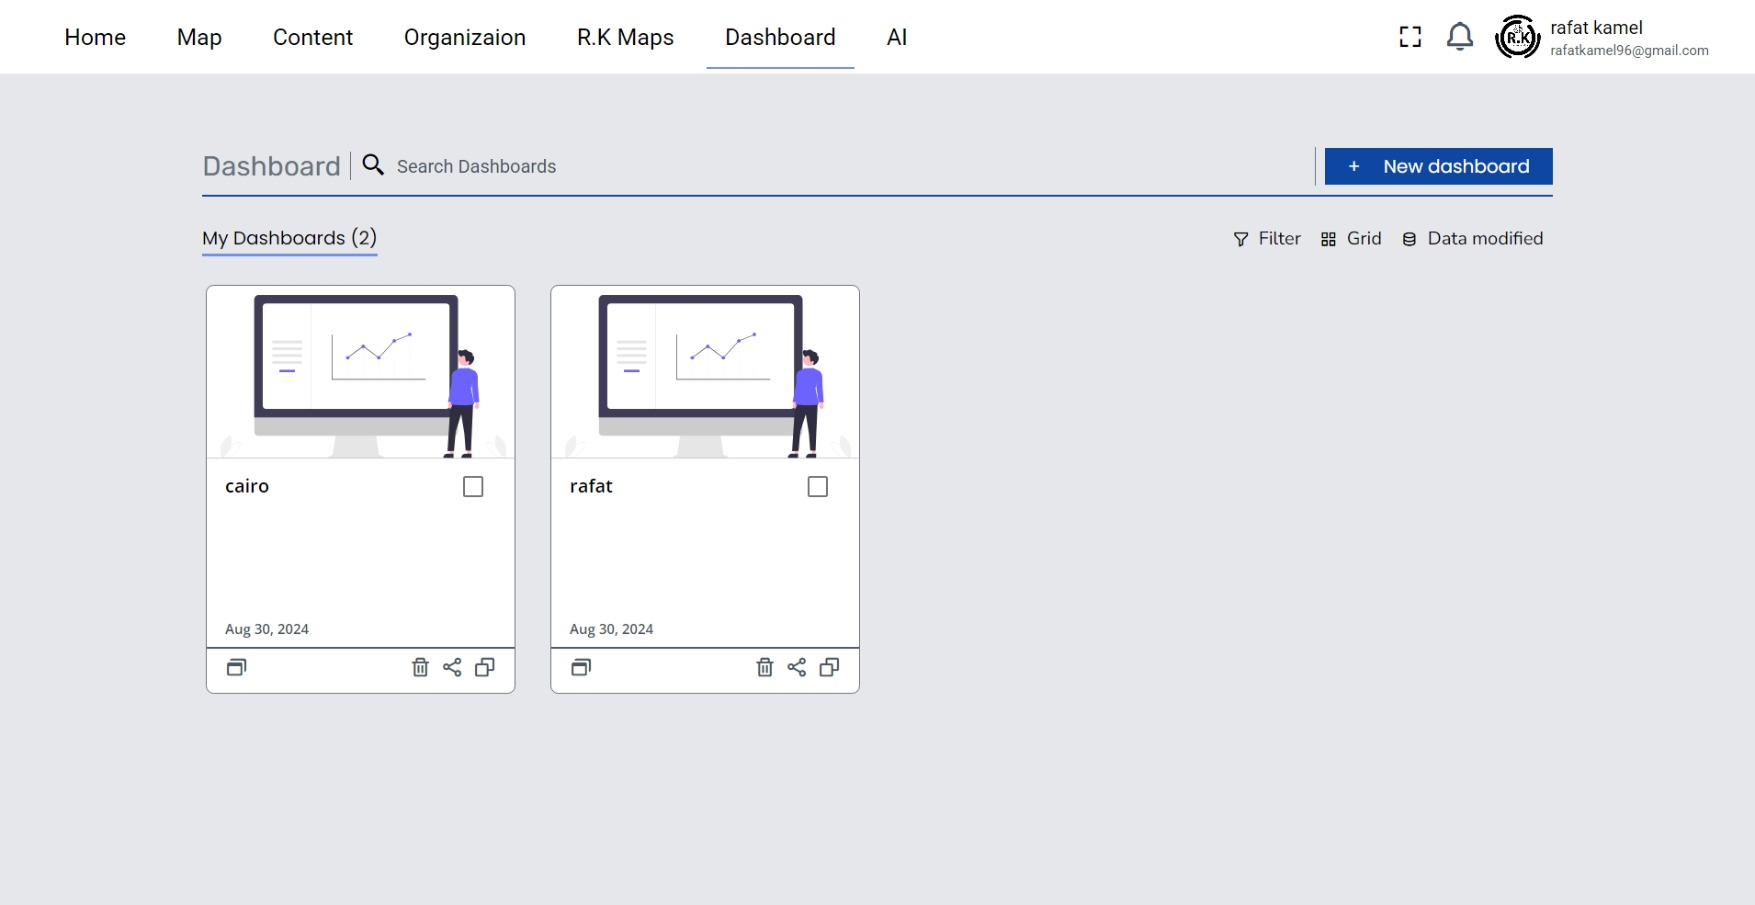 Home Map Content Organizaion R.K Maps Dashboard AI
R.K
rafat kamel
rafatkamel96@gmail.com
Dashboard Search Dashboards + New dashboard
My Dashboards (2) Filter Grid Data modified
cairo rafat
Aug 30, 2024 Aug 30, 2024